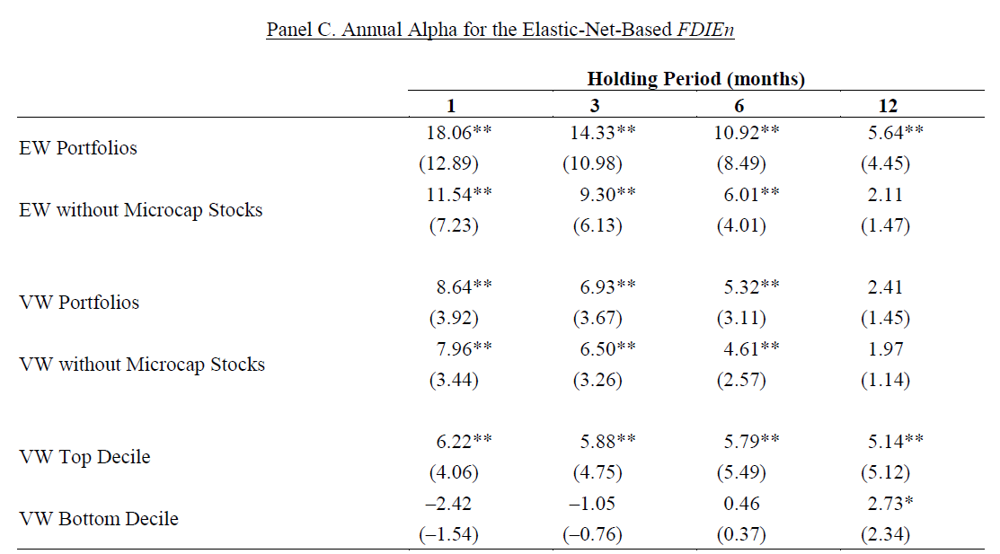 Panel C. Annual Alpha for the Elastic-Net-Based FDIEn
Holding Period (months)
1 3 6 12
EW Portfolios 18.06** 14.33** 10.92** 5.64**
(12.89) (10.98) (8.49) (4.45)
EW without Microcap Stocks 11.54** 9.30** 6.01** 2.11
(7.23) (6.13) (4.01) (1.47)
VW Portfolios 8.64** 6.93** 5.32** 2.41
(3.92) (3.67) (3.11) (1.45)
VW without Microcap Stocks 7.96** 6.50** 4.61** 1.97
(3.44) (3.26) (2.57) (1.14)
VW Top Decile 6.22** 5.88** 5.79** 5.14**
(4.06) (4.75) (5.49) (5.12)
VW Bottom Decile –2.42 –1.05 0.46 2.73*
(–1.54) (–0.76) (0.37) (2.34)